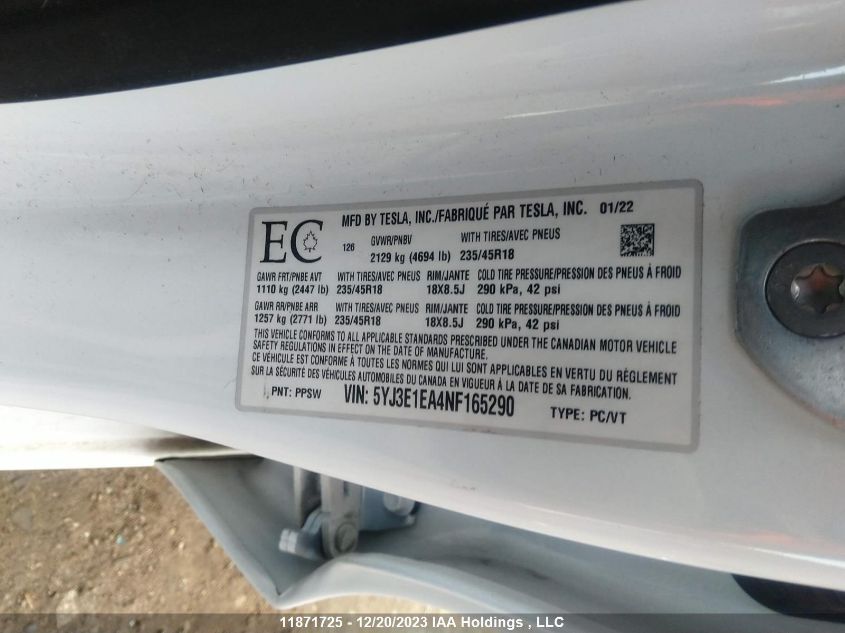 EC
MFD BY TESLA, INC./FABRIQUÉ PAR TESLA, INC. 01/22
126 GVWR/PNBV WITH TIRES/AVEC PNEUS
2129 kg (4694 lb) 235/45R18
GAWR FRT/PNBE AVT WITH TIRES/AVEC PNEUS RIM/JANTE COLD TIRE PRESSURE/PRESSION DES PNEUS À FROID
1110 kg (2447 lb) 235/45R18 18X8.5J 290 kPa, 42 psi
GAWR RR/PNBE ARR WITH TIRES/AVEC PNEUS RIM/JANTE COLD TIRE PRESSURE/PRESSION DES PNEUS À FROID
1257 kg (2771 lb) 235/45R18 18X8.5J 290 kPa, 42 psi
THIS VEHICLE CONFORMS TO ALL APPLICABLE STANDARDS PRESCRIBED UNDER THE CANADIAN MOTOR VEHICLE
SAFETY REGULATIONS IN EFFECT ON THE DATE OF MANUFACTURE.
CE VÉHICULE EST CONFORME À TOUTES LES NORMES QUI LUI SONT APPLICABLES EN VERTU DU RÈGLEMENT
SUR LA SÉCURITÉ DES VÉHICULES AUTOMOBILES DU CANADA EN VIGUEUR À LA DATE DE SA FABRICATION.
PNT: PPSW VIN: 5YJ3E1EA4NF165290 TYPE: PC/VT
11871725 - 12/20/2023 IAA Holdings , LLC